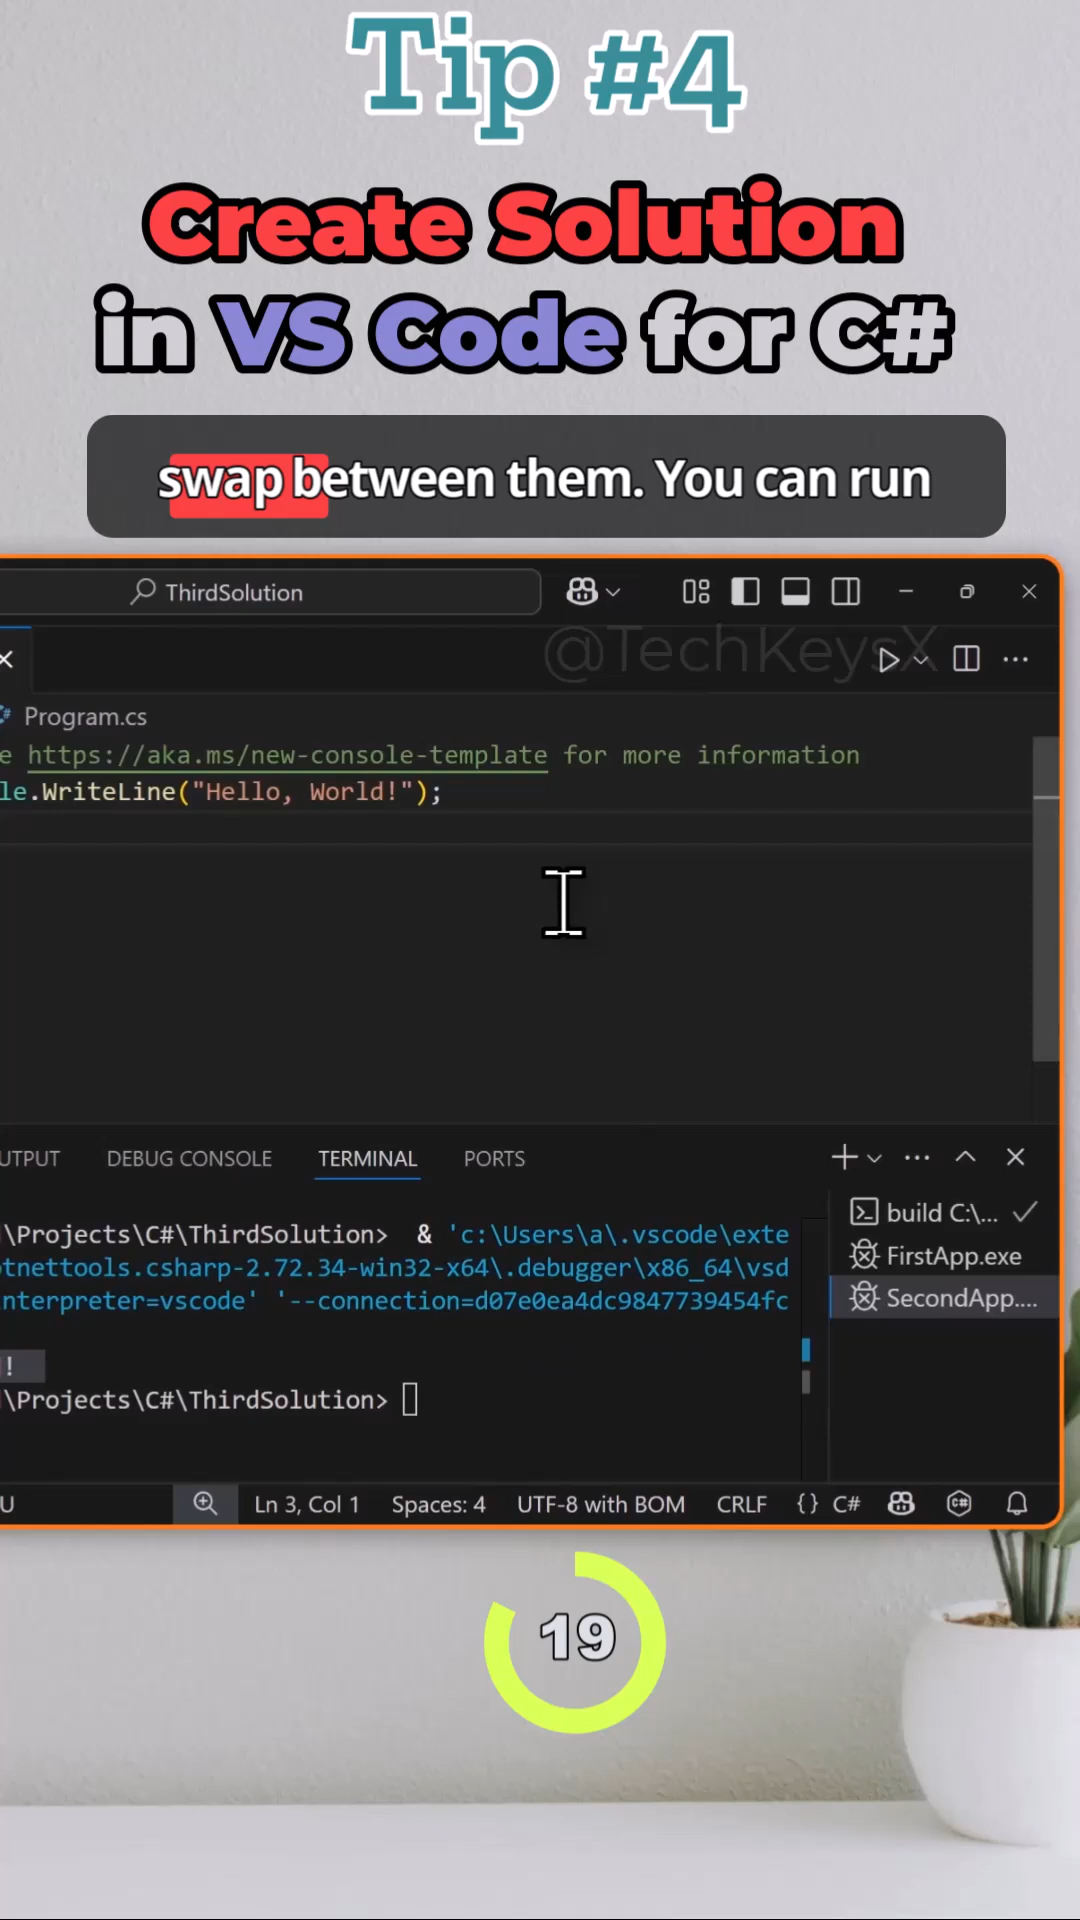 Tip #4
Create Solution
in VS Code for C#
swap between them. You can run
ThirdSolution
@TechKeysX
Program.cs
e https://aka.ms/new-console-template for more information
le.WriteLine("Hello, World!");
UTPUT DEBUG CONSOLE TERMINAL PORTS
build C:\...
FirstApp.exe
SecondApp....
\Projects\C#\ThirdSolution> & 'c:\Users\a\.vscode\exte
tnettools.csharp-2.72.34-win32-x64\.debugger\x86_64\vsd
nterpreter=vscode' '--connection=d07e0ea4dc9847739454fc
!
\Projects\C#\ThirdSolution>
U Ln 3, Col 1 Spaces: 4 UTF-8 with BOM CRLF {} C#
19